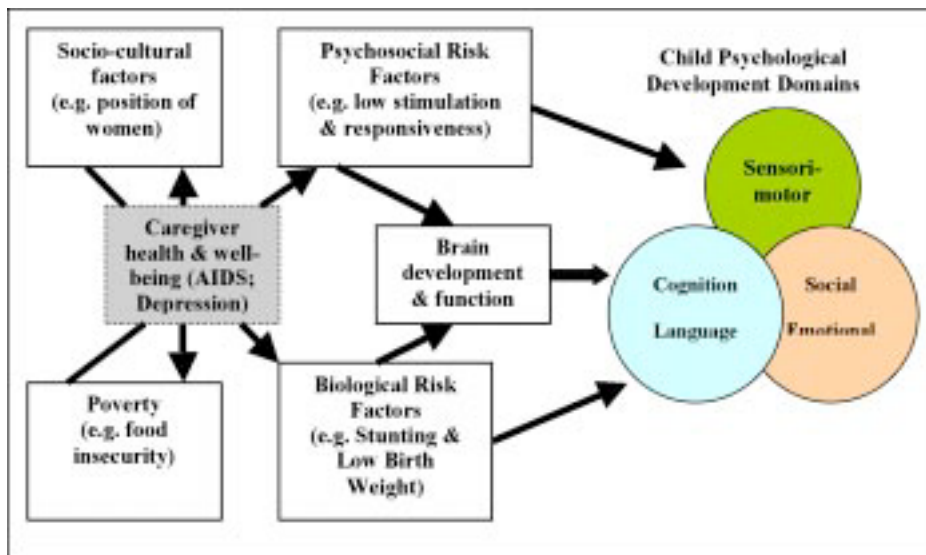 Socio-cultural
factors
(e.g. position of
women)
Psychosocial Risk
Factors
(e.g. low stimulation
& responsiveness)
Child Psychological
Development Domains
Sensori-
motor
Caregiver
health & well-
being (AIDS;
Depression)
Brain
development
& function
Cognition
Language
Social
Emotional
Poverty
(e.g. food
insecurity)
Biological Risk
Factors
(e.g. Stunting &
Low Birth
Weight)